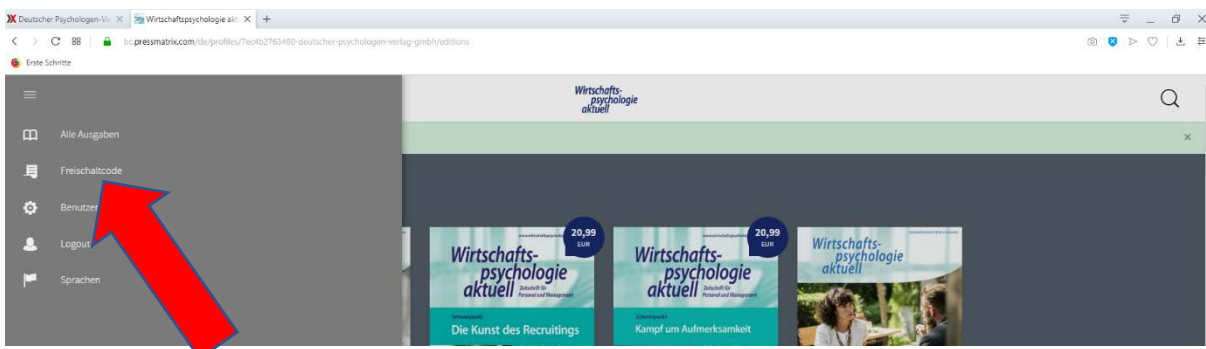 Deutscher Psychologen-Ve
Wirtschaftspsychologie akt
bc.pressmatrix.com/de/profiles/7ec4b2763480-deutscher-psychologen-verlag-gmbh/editions
Erste Schritte
Wirtschafts-
psychologie
aktuell
Alle Ausgaben
Freischaltcode
Benutzer
Logout
Sprachen
20,99
EUR
Wirtschafts-
psychologie
aktuell
Zeitschrift für
Personal und Management
Die Kunst des Recruitings
20,99
EUR
Wirtschafts-
psychologie
aktuell
Zeitschrift für
Personal und Management
Kampf um Aufmerksamkeit
Wirtschafts-
psychologie
aktuell